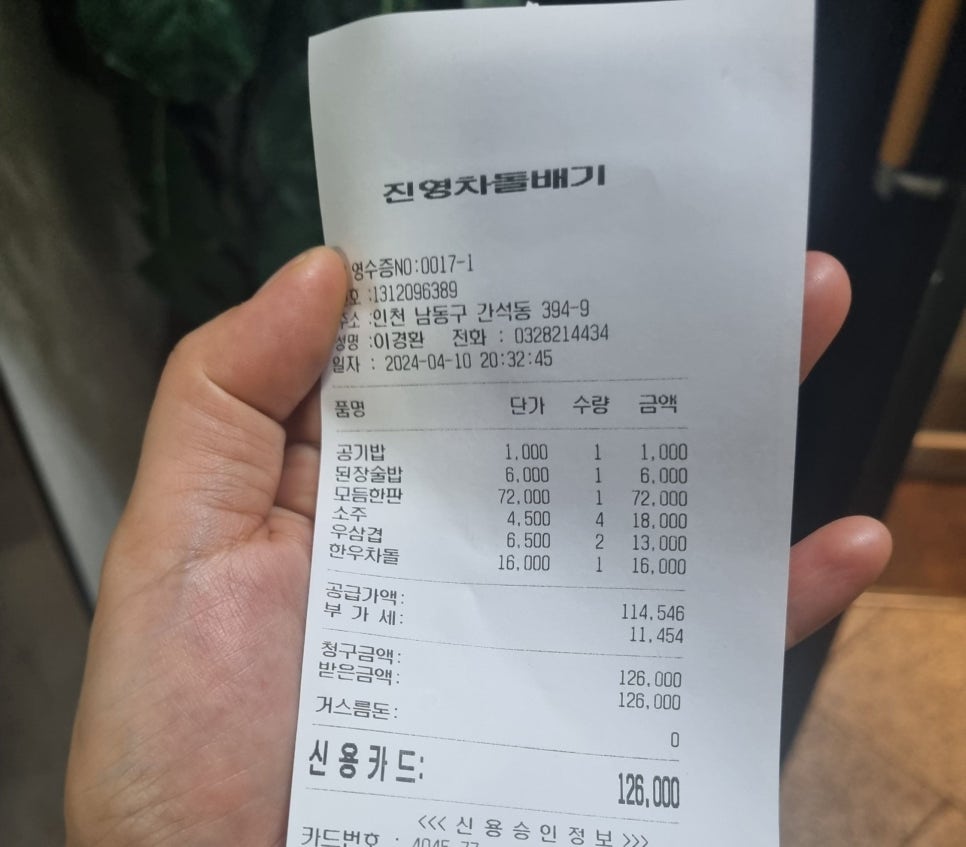 진영차돌배기
영수증NO:0017-1
호 :1312096389
주소 :인천 남동구 간석동 394-9
성명 :이경환 전화 : 0328214434
일자 : 2024-04-10 20:32:45
품명 단가 수량 금액
공기밥 1,000 1 1,000
된장술밥 6,000 1 6,000
모듬한판 72,000 1 72,000
소주 4,500 4 18,000
우삼겹 6,500 2 13,000
한우차돌 16,000 1 16,000
공급가액: 114,546
부 가 세: 11,454
청구금액: 126,000
받은금액: 126,000
거스름돈: 0
신용카드: 126,000
<<< 신 용 승 인 정 보 >>>
카드번호 :